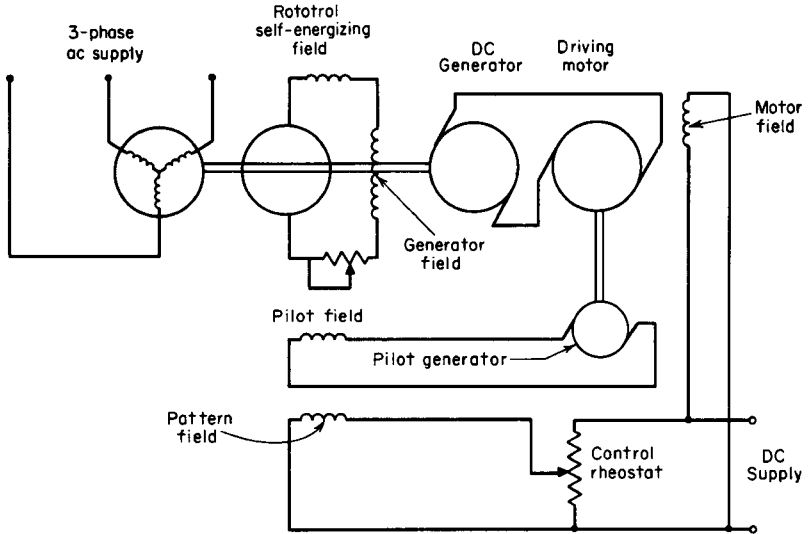 Rototrol
self-energizing
field
3-phase
ac supply
DC
Generator
Driving
motor
Motor
field
Generator
field
Pilot field
Pilot generator
Pattern
field
Control
rheostat
DC
Supply